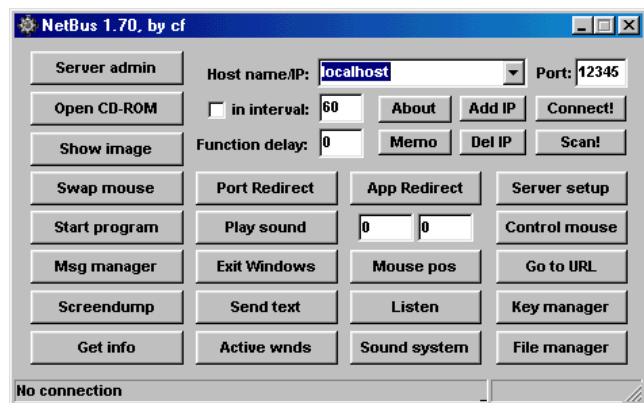 NetBus 1.70, by cf
Server admin Host name/IP: localhost Port: 12345
Open CD-ROM in interval: 60 About Add IP Connect!
Show image Function delay: 0 Memo Del IP Scan!
Swap mouse Port Redirect App Redirect Server setup
Start program Play sound 0 0 Control mouse
Msg manager Exit Windows Mouse pos Go to URL
Screendump Send text Listen Key manager
Get info Active wnds Sound system File manager
No connection